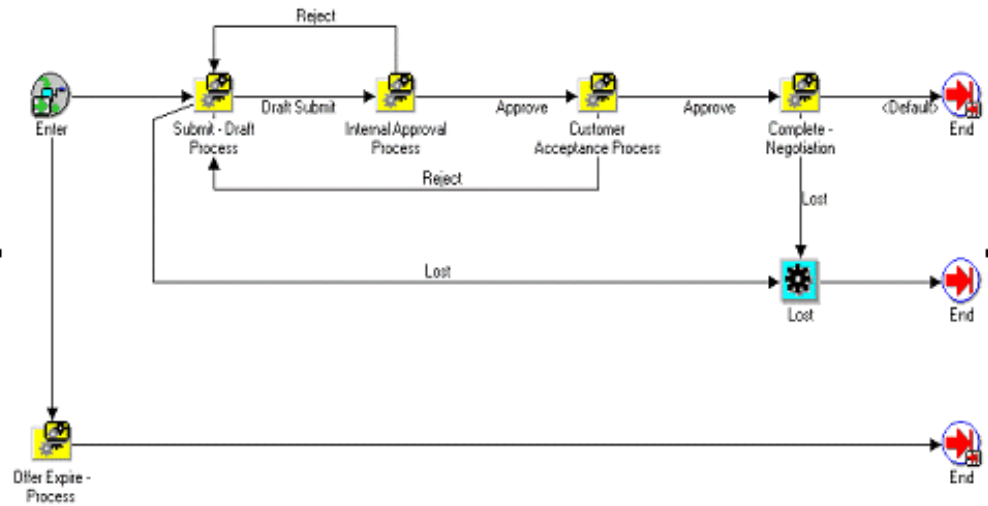 Reject
Enter
Draft Submit
Approve
Approve
<Default>
Submit - Draft
Process
Internal Approval
Process
Customer
Acceptance Process
Complete -
Negotiation
End
Reject
Lost
Lost
Lost
End
Offer Expire -
Process
End